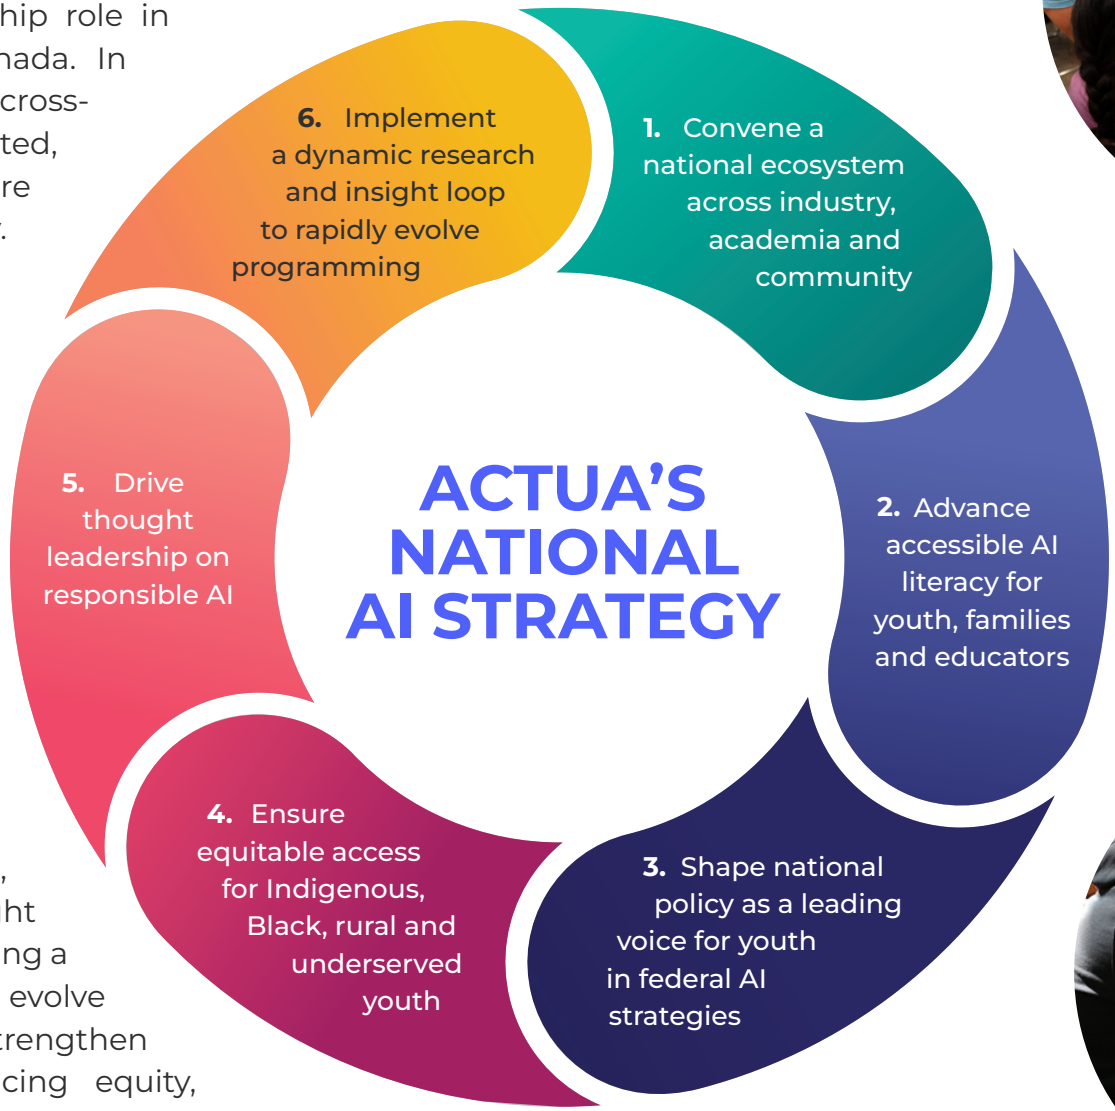 hip role in
nada. In
cross-
ted,
re
6. Implement
a dynamic research
and insight loop
to rapidly evolve
programming
1. Convene a
national ecosystem
across industry,
academia and
community
5. Drive
thought
leadership on
responsible AI
ACTUA’S
NATIONAL
AI STRATEGY
2. Advance
accessible AI
literacy for
youth, families
and educators
4. Ensure
equitable access
for Indigenous,
Black, rural and
underserved
youth
3. Shape national
policy as a leading
voice for youth
in federal AI
strategies
,
ht
ng a
evolve
trengthen
cing equity,